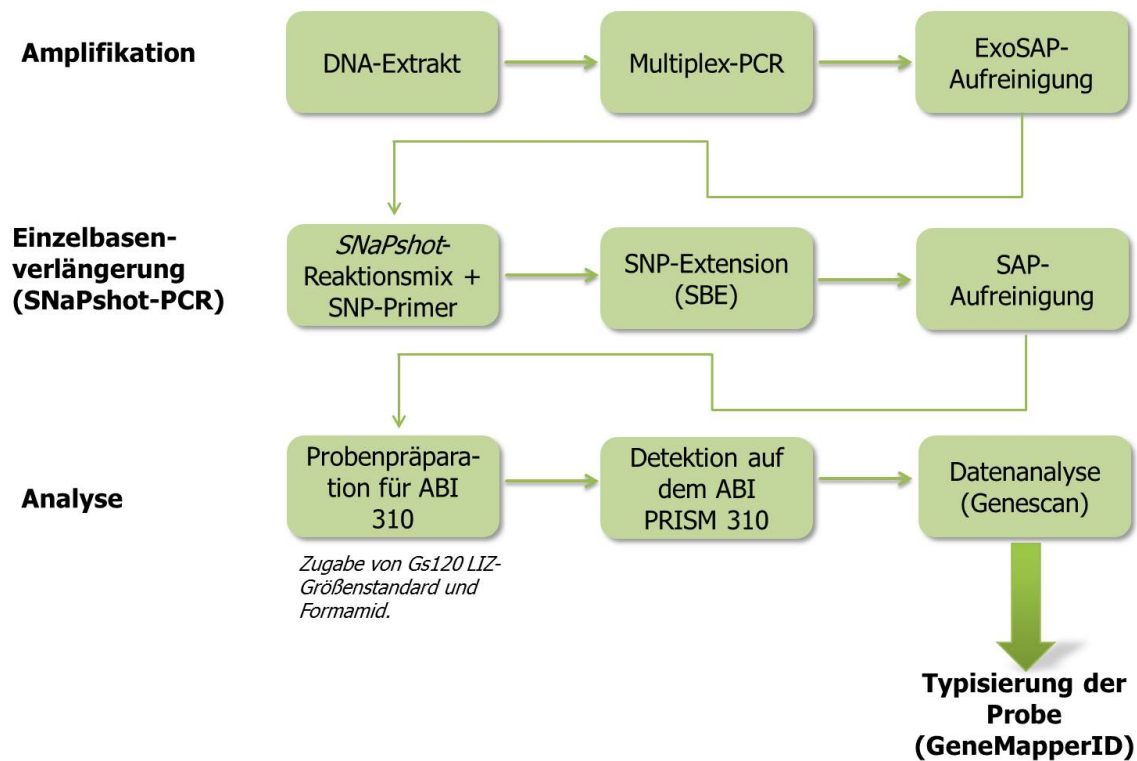 Amplifikation
DNA-Extrakt
Multiplex-PCR
ExoSAP-
Aufreinigung
Einzelbasen-
verlängerung
(SNaPshot-PCR)
SNaPshot-
Reaktionsmix +
SNP-Primer
SNP-Extension
(SBE)
SAP-
Aufreinigung
Analyse
Probenpräpara-
tion für ABI
310
Detektion auf
dem ABI
PRISM 310
Datenanalyse
(Genescan)
Zugabe von Gs120 LIZ-
Größenstandard und
Formamid.
Typisierung der
Probe
(GeneMapperID)